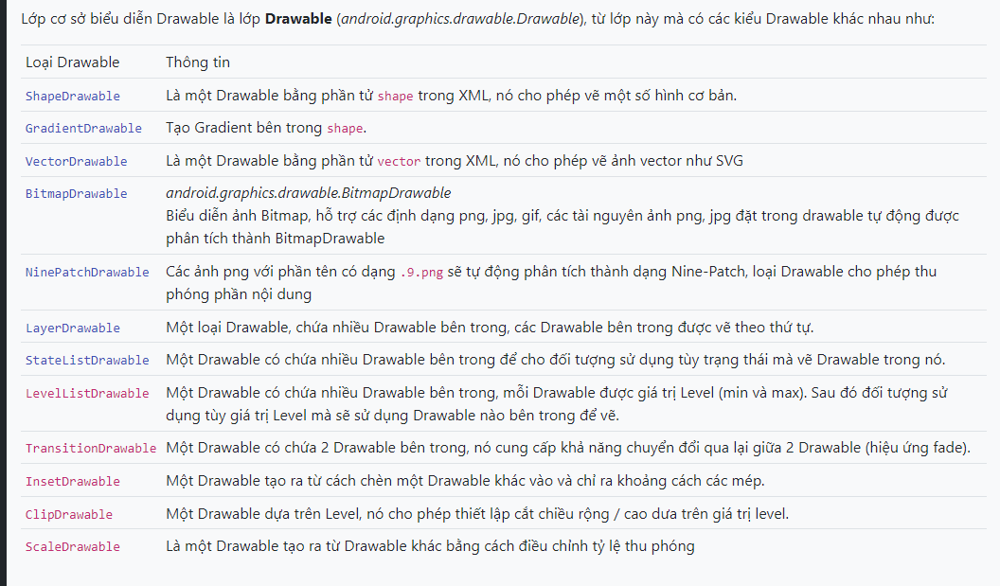 Lớp cơ sở biểu diễn Drawable là lớp Drawable (android.graphics.drawable.Drawable), từ lớp này mà có các kiểu Drawable khác nhau như:
Loại Drawable Thông tin
ShapeDrawable Là một Drawable bằng phần tử shape trong XML, nó cho phép vẽ một số hình cơ bản.
GradientDrawable Tạo Gradient bên trong shape.
VectorDrawable Là một Drawable bằng phần tử vector trong XML, nó cho phép vẽ ảnh vector như SVG
BitmapDrawable android.graphics.drawable.BitmapDrawable
Biểu diễn ảnh Bitmap, hỗ trợ các định dạng png, jpg, gif, các tài nguyên ảnh png, jpg đặt trong drawable tự động được
phân tích thành BitmapDrawable
NinePatchDrawable Các ảnh png với phần tên có dạng .9.png sẽ tự động phân tích thành dạng Nine-Patch, loại Drawable cho phép thu
phóng phần nội dung
LayerDrawable Một loại Drawable, chứa nhiều Drawable bên trong, các Drawable bên trong được vẽ theo thứ tự.
StateListDrawable Một Drawable có chứa nhiều Drawable bên trong để cho đối tượng sử dụng tùy trạng thái mà vẽ Drawable trong nó.
LevelListDrawable Một Drawable có chứa nhiều Drawable bên trong, mỗi Drawable được giá trị Level (min và max). Sau đó đối tượng sử
dụng tùy giá trị Level mà sẽ sử dụng Drawable nào bên trong để vẽ.
TransitionDrawable Một Drawable có chứa 2 Drawable bên trong, nó cung cấp khả năng chuyển đổi qua lại giữa 2 Drawable (hiệu ứng fade).
InsetDrawable Một Drawable tạo ra từ cách chèn một Drawable khác vào và chỉ ra khoảng cách các mép.
ClipDrawable Một Drawable dựa trên Level, nó cho phép thiết lập cắt chiều rộng / cao dưa trên giá trị level.
ScaleDrawable Là một Drawable tạo ra từ Drawable khác bằng cách điều chỉnh tỷ lệ thu phóng